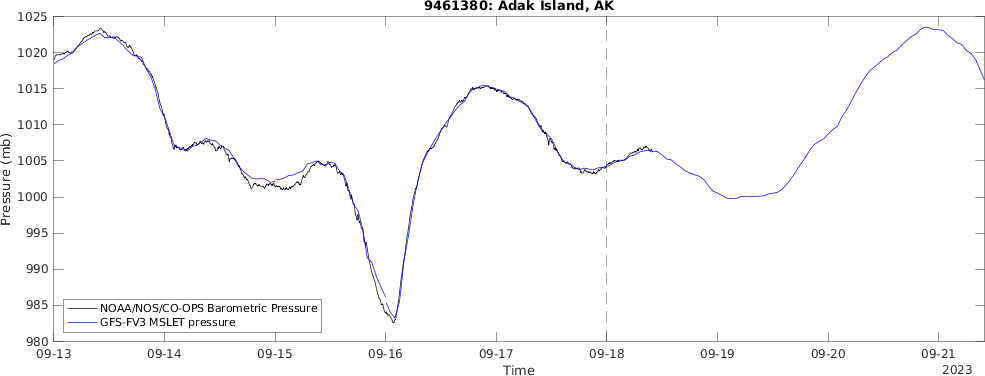 9461380: Adak Island, AK
Pressure (mb)
1025
1020
1015
1010
1005
1000
995
990
985
980
NOAA/NOS/CO-OPS Barometric Pressure
GFS-FV3 MSLET pressure
09-13 09-14 09-15 09-16 09-17 09-18 09-19 09-20 09-21
Time
2023